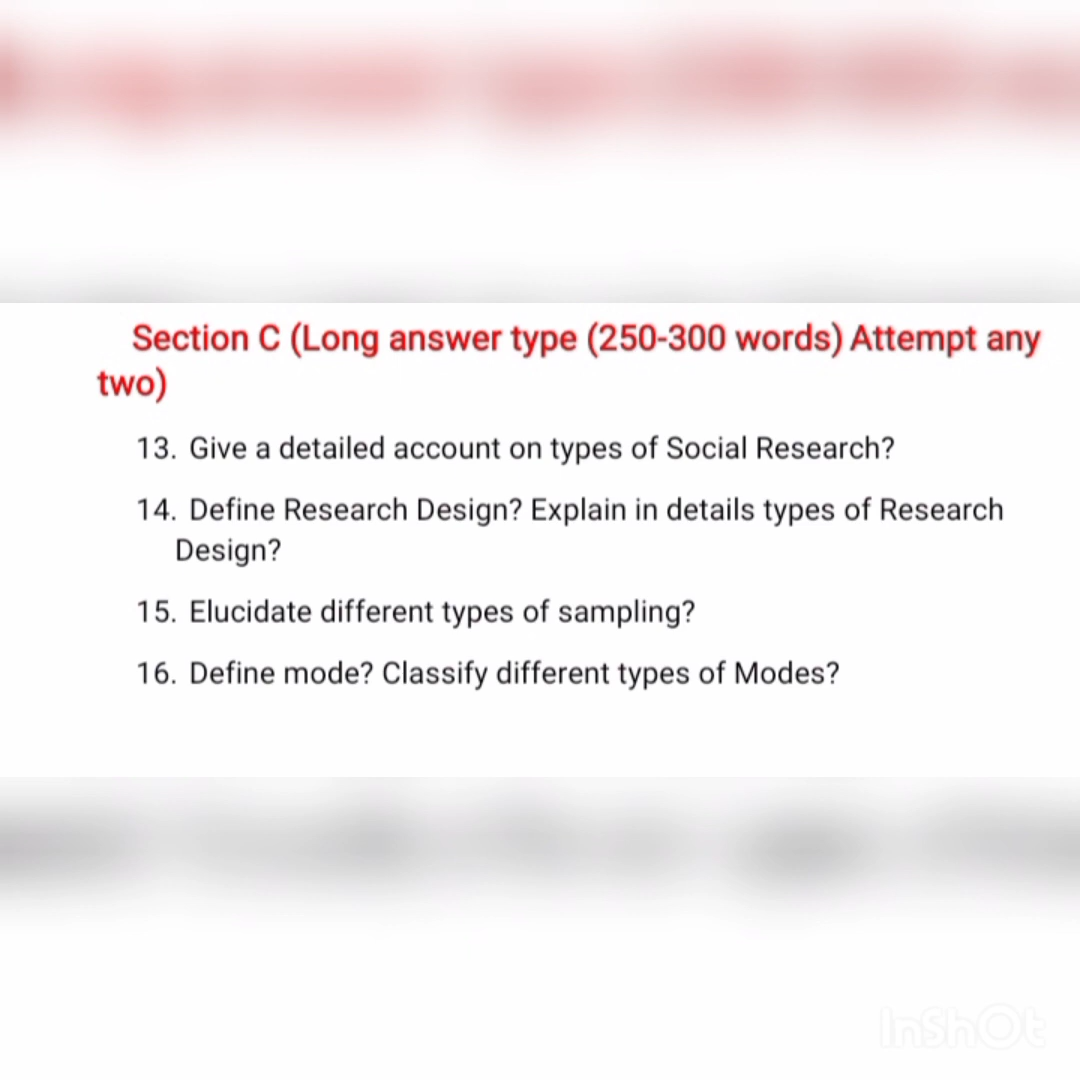 Section C (Long answer type (250-300 words) Attempt any
two)
13. Give a detailed account on types of Social Research?
14. Define Research Design? Explain in details types of Research
Design?
15. Elucidate different types of sampling?
16. Define mode? Classify different types of Modes?
InShOt